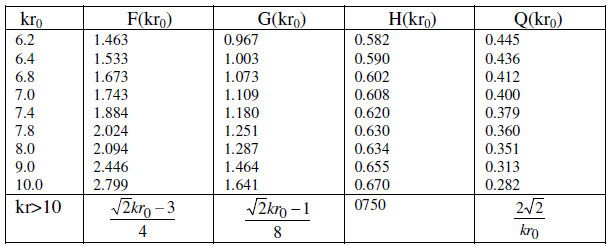 kr₀ F(kr₀) G(kr₀) H(kr₀) Q(kr₀)
6.2 1.463 0.967 0.582 0.445
6.4 1.533 1.003 0.590 0.436
6.8 1.673 1.073 0.602 0.412
7.0 1.743 1.109 0.608 0.400
7.4 1.884 1.180 0.620 0.379
7.8 2.024 1.251 0.630 0.360
8.0 2.094 1.287 0.634 0.351
9.0 2.446 1.464 0.655 0.313
10.0 2.799 1.641 0.670 0.282
kr>10 (√2kr₀ − 3)/4 (√2kr₀ − 1)/8 0750 2√2/kr₀